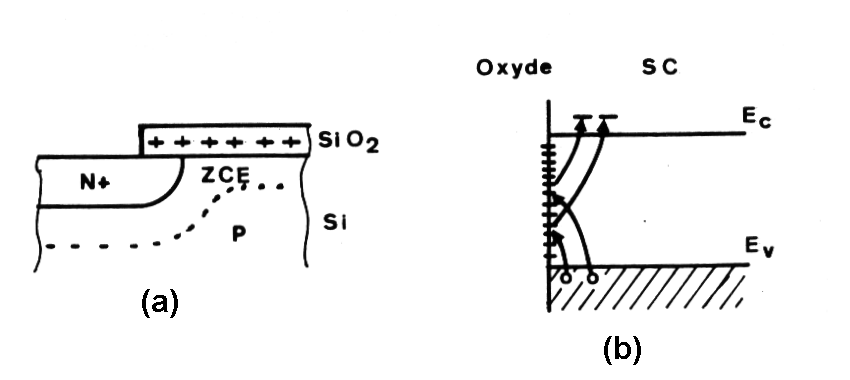 Oxyde SC
+ + + + + +
SiO2
N+
ZCE
P
Si
(a)
Ec
Ev
(b)